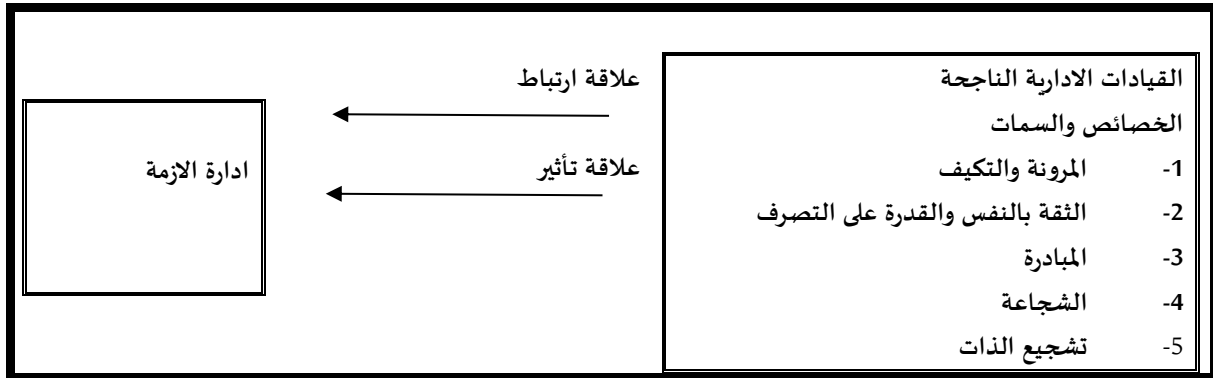 القيادات الادارية الناجحة
الخصائص والسمات
1- المرونة والتكيف
2- الثقة بالنفس والقدرة على التصرف
3- المبادرة
4- الشجاعة
5- تشجيع الذات
علاقة ارتباط
علاقة تأثير
ادارة الازمة